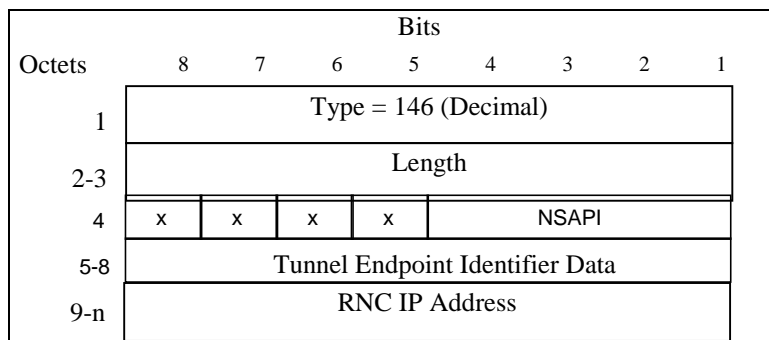 Bits
Octets 8 7 6 5 4 3 2 1
1 Type = 146 (Decimal)
2-3 Length
4 x x x x NSAPI
5-8 Tunnel Endpoint Identifier Data
9-n RNC IP Address